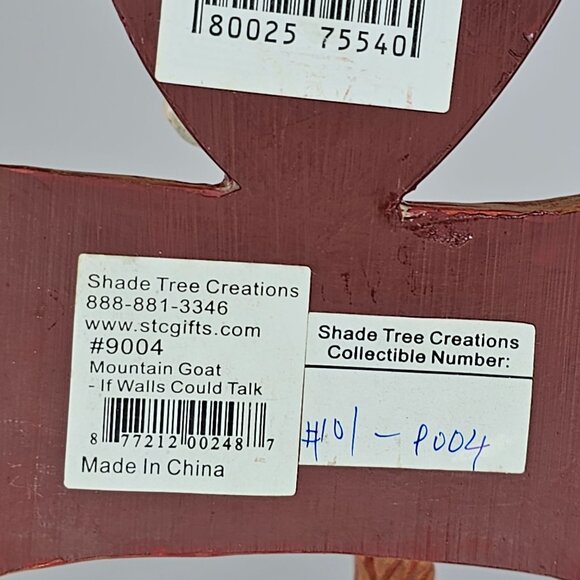 80025 75540
Shade Tree Creations
888-881-3346
www.stcgifts.com
#9004
Mountain Goat
- If Walls Could Talk
8 77212 00248 7
Made In China
Shade Tree Creations
Collectible Number:
#101 - 9004